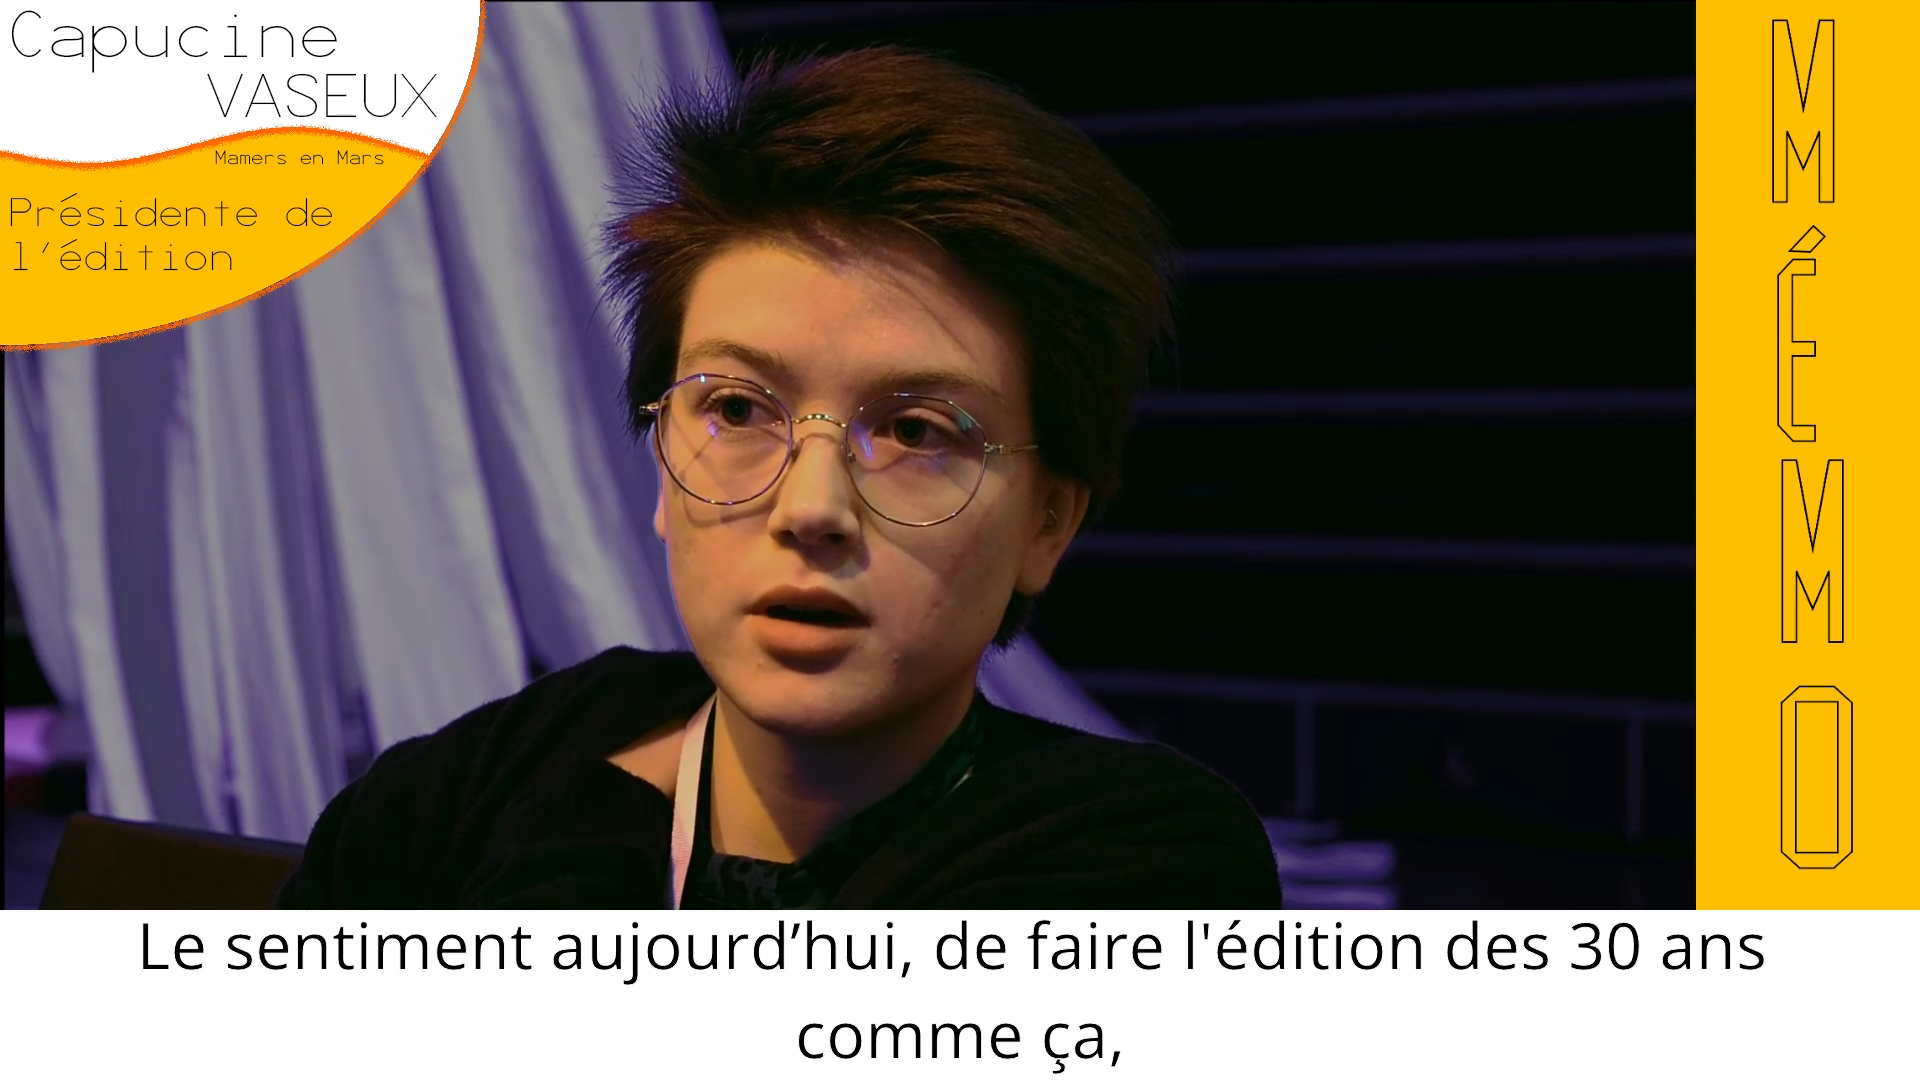 Capucine
VASEUX
Mamers en Mars
Présidente de
l'édition
MÉMO
Le sentiment aujourd’hui, de faire l'édition des 30 ans
comme ça,